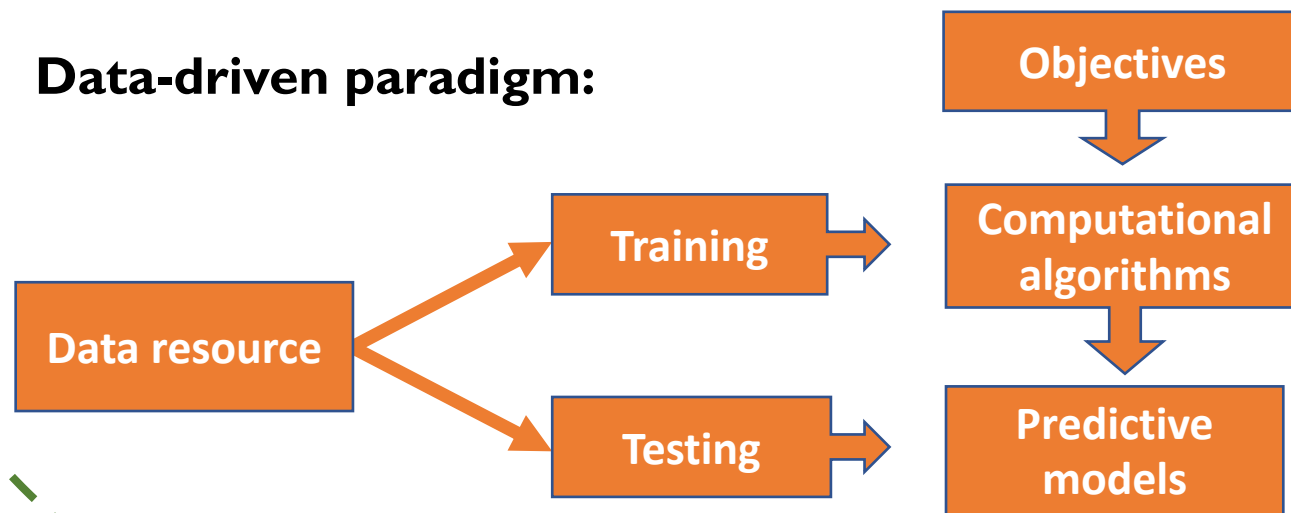 Data-driven paradigm:
Objectives
Training
Computational
algorithms
Data resource
Testing
Predictive
models